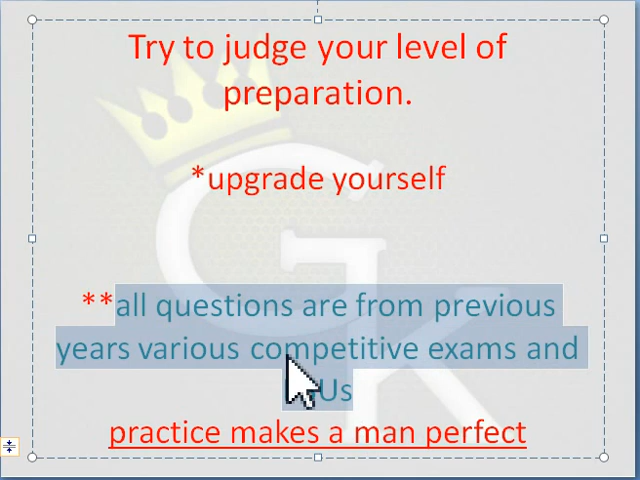 Try to judge your level of
preparation.
*upgrade yourself
**all questions are from previous
years various competitive exams and
practice makes a man perfect
GK